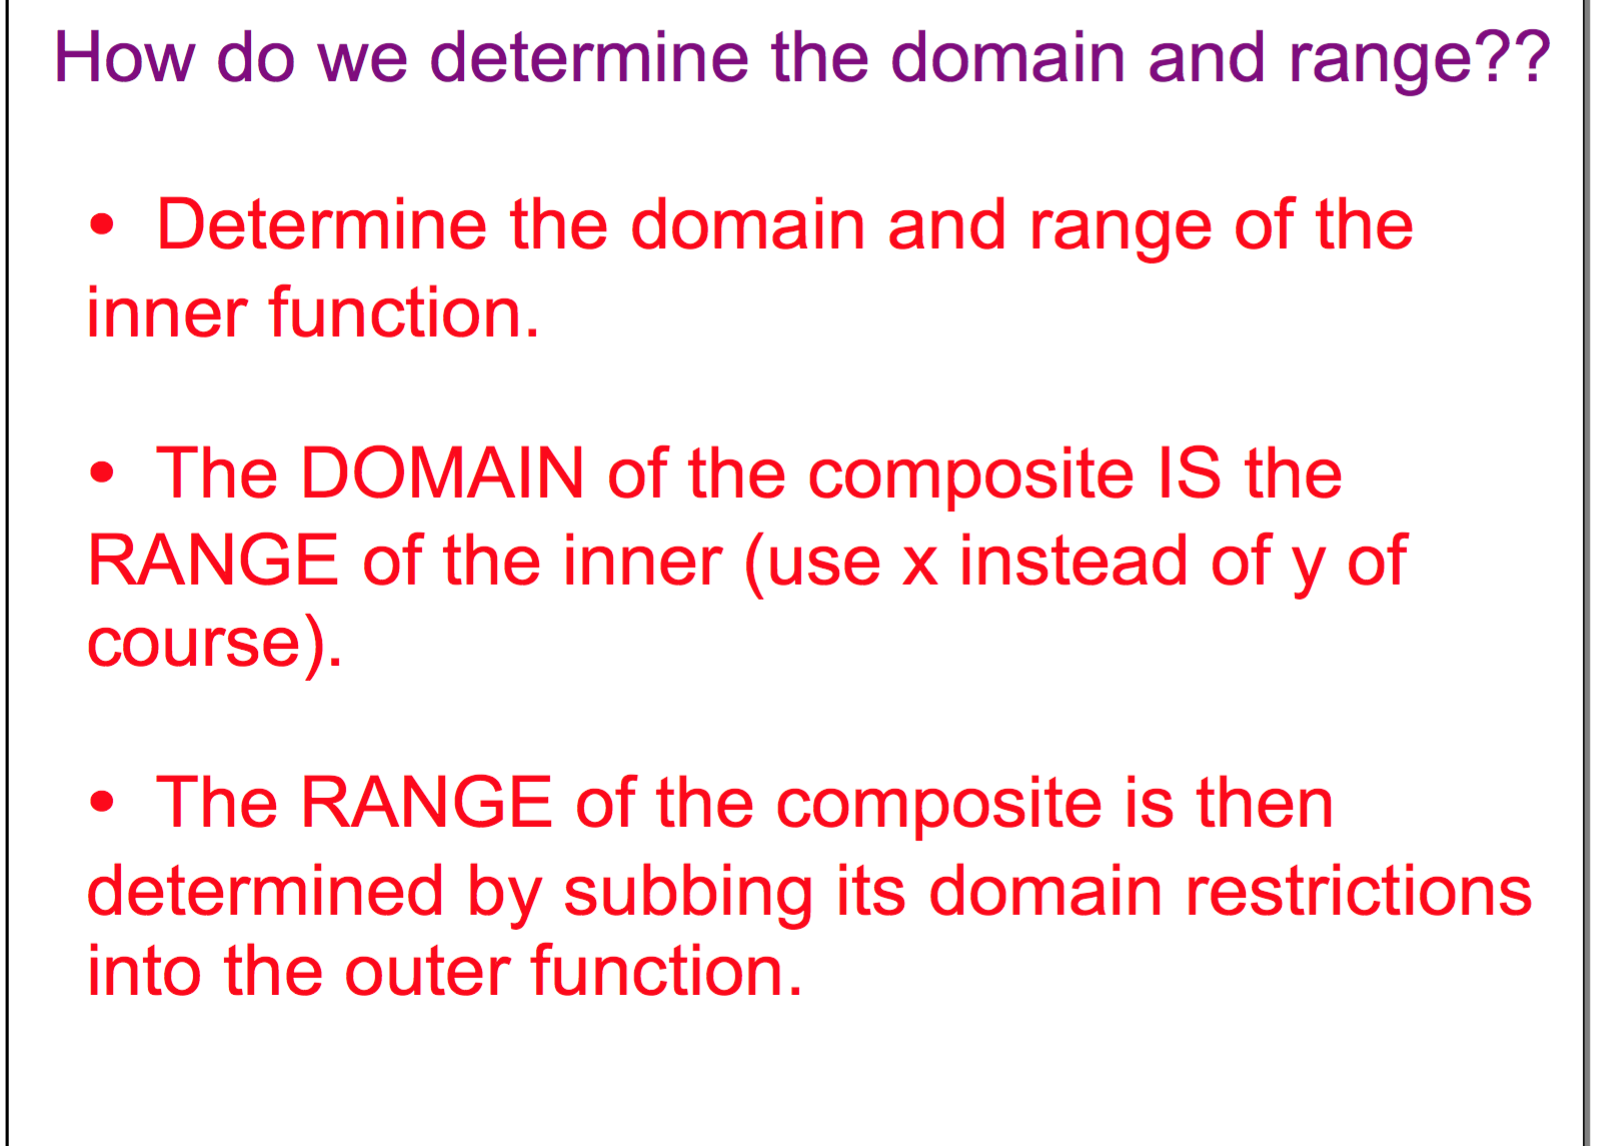 How do we determine the domain and range??
• Determine the domain and range of the
inner function.
• The DOMAIN of the composite IS the
RANGE of the inner (use x instead of y of
course).
• The RANGE of the composite is then
determined by subbing its domain restrictions
into the outer function.